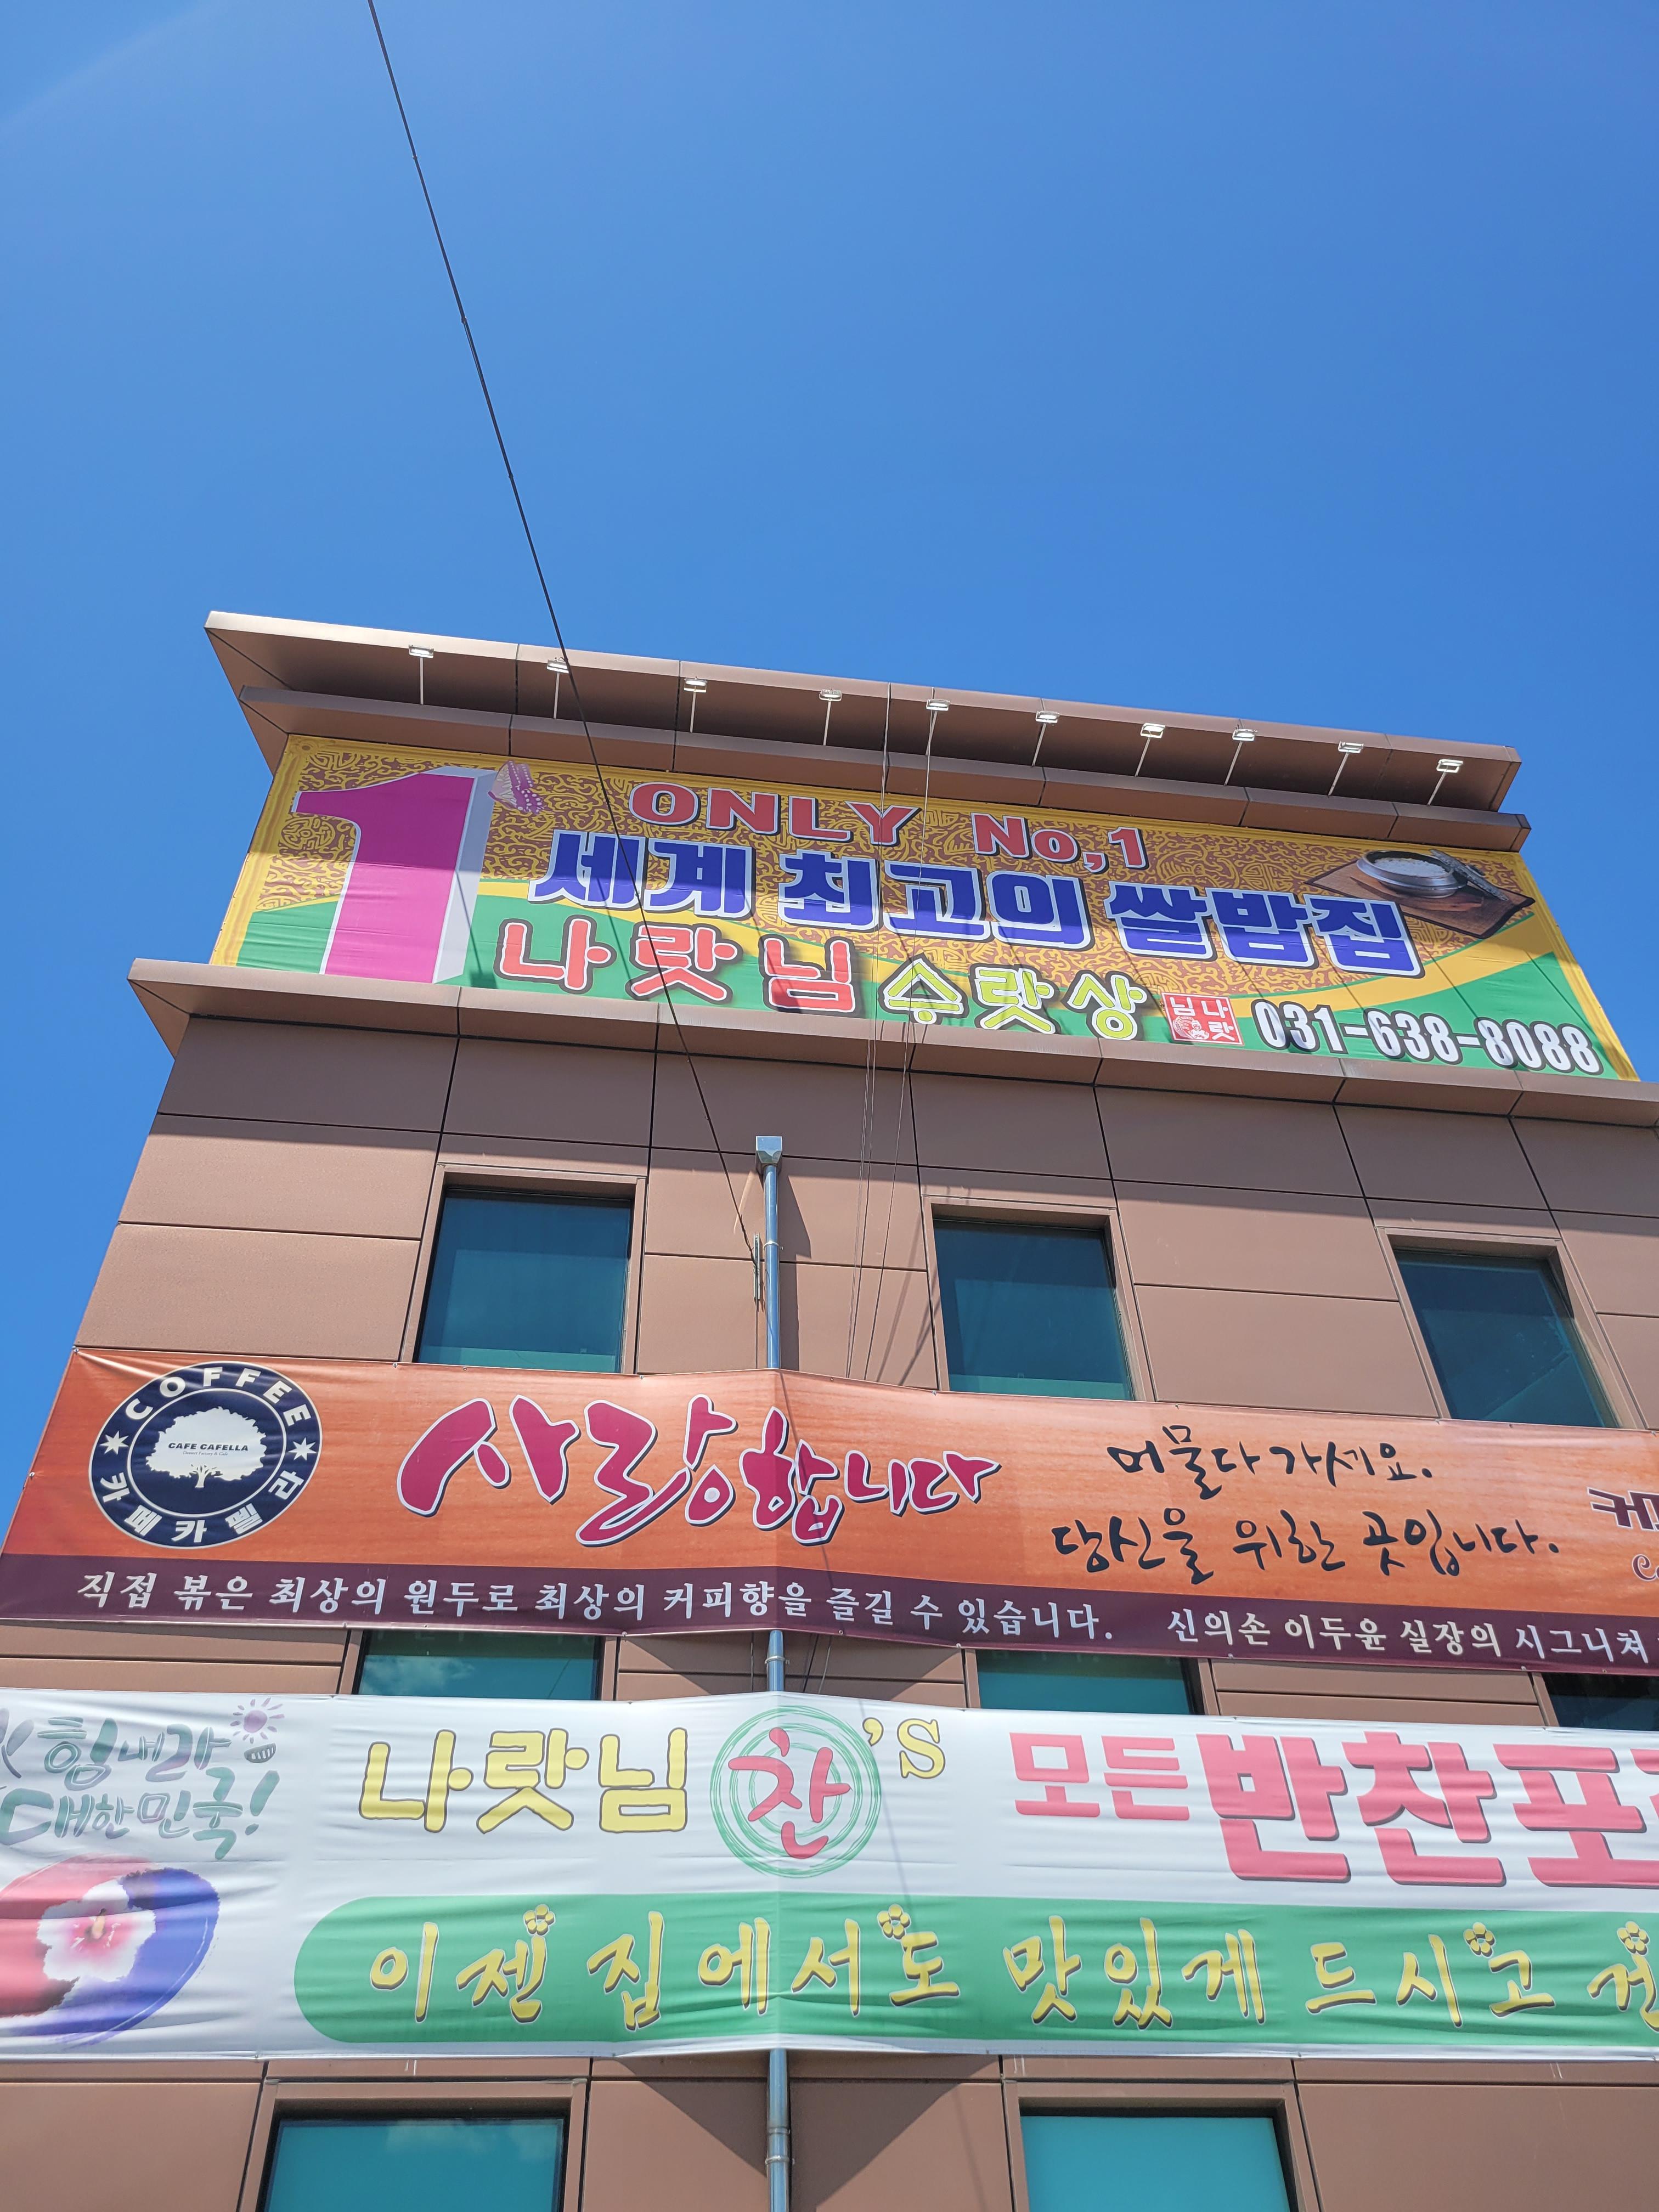 1
ONLY No,1
세계 최고의 쌀밥집
나랏님 수랏상
나랏님
031-638-8088
COFFEE
CAFE CAFELLA
카페카펠라
사랑합니다
머물다 가세요.
당신을 위한 곳입니다.
직접 볶은 최상의 원두로 최상의 커피향을 즐길 수 있습니다.
신의손 이두윤 실장의 시그니쳐
힘내라
대한민국!
나랏님 찬'S
모든 반찬포
이젠 집에서도 맛있게 드시고